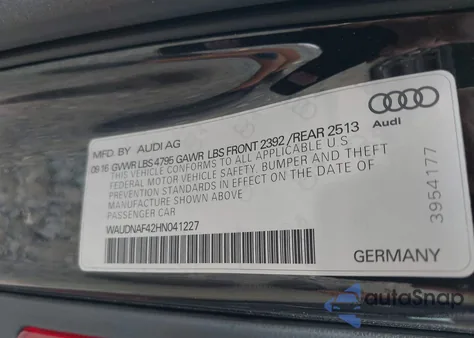 MFD BY AUDI AG
09-16 GVWR LBS 4795 GAWR LBS FRONT 2392 /REAR 2513
THIS VEHICLE CONFORMS TO ALL APPLICABLE U.S.
FEDERAL MOTOR VEHICLE SAFETY, BUMPER AND THEFT
PREVENTION STANDARDS IN EFFECT ON THE DATE OF
MANUFACTURE SHOWN ABOVE
PASSENGER CAR
WAUDNAF42HN041227
Audi
39541177
GERMANY
autoSnap